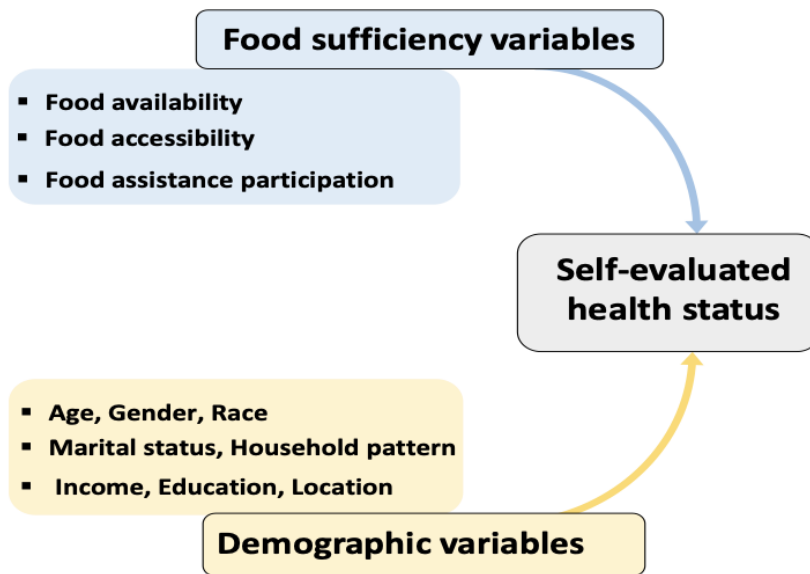 Food sufficiency variables
▪ Food availability
▪ Food accessibility
▪ Food assistance participation
Self-evaluated
health status
▪ Age, Gender, Race
▪ Marital status, Household pattern
▪ Income, Education, Location
Demographic variables